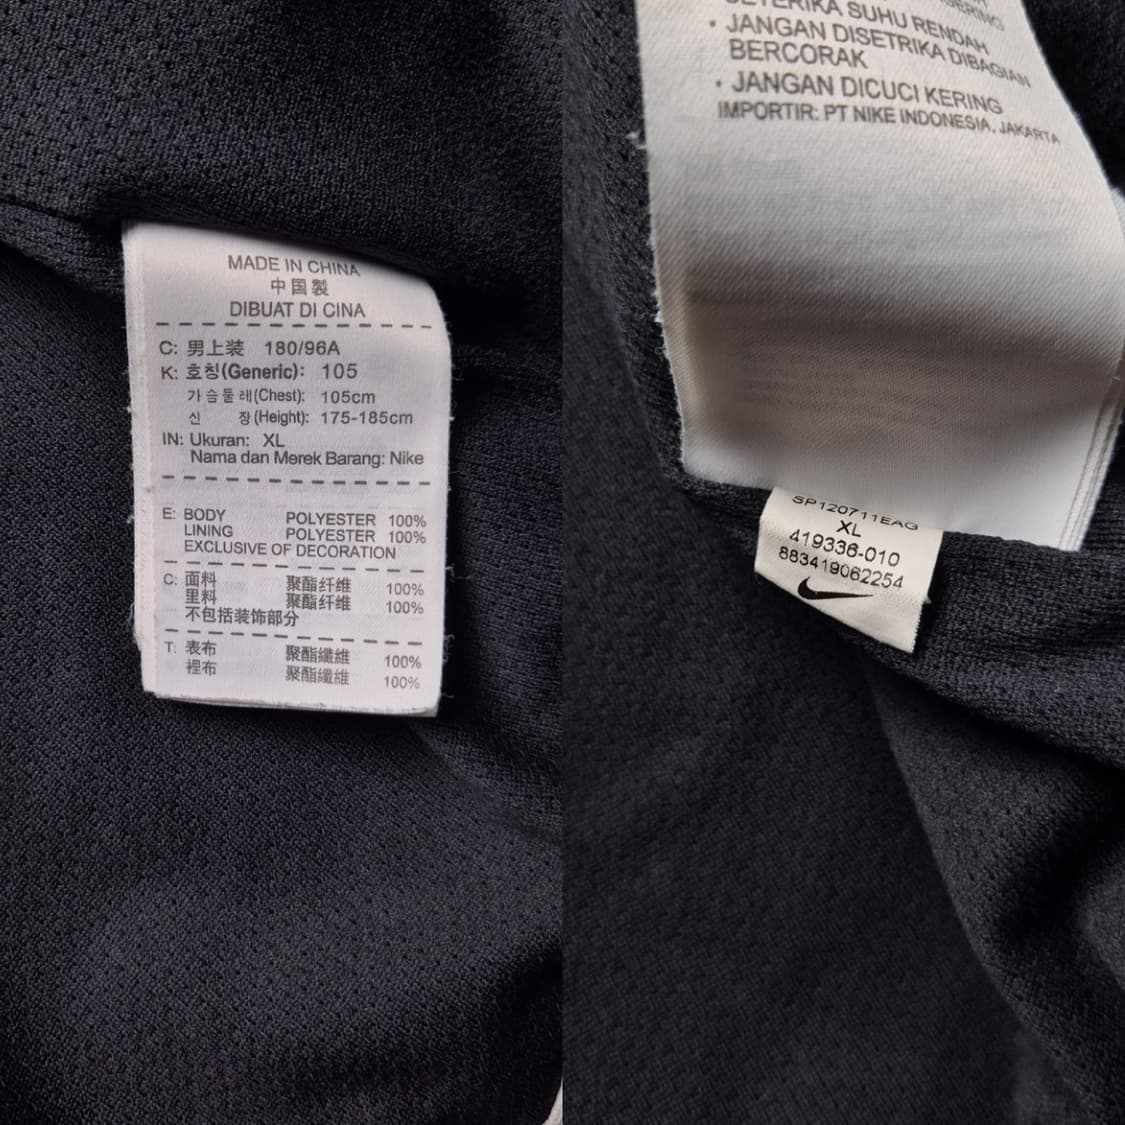 MADE IN CHINA
中国製
DIBUAT DI CINA
C: 男上装 180/96A
K: 호칭(Generic): 105
가슴둘레(Chest): 105cm
신 장(Height): 175-185cm
IN: Ukuran: XL
Nama dan Merek Barang: Nike
E: BODY POLYESTER 100%
LINING POLYESTER 100%
EXCLUSIVE OF DECORATION
C: 面料 聚酯纤维 100%
里料 聚酯纤维 100%
不包括装饰部分
T: 表布 聚酯纖維 100%
裡布 聚酯纖維 100%
SETERIKA SUHU RENDAH
• JANGAN DISETRIKA DIBAGIAN
BERCORAK
• JANGAN DICUCI KERING
IMPORTIR: PT NIKE INDONESIA, JAKARTA
SP120711EAG
XL
419336-010
883419062254